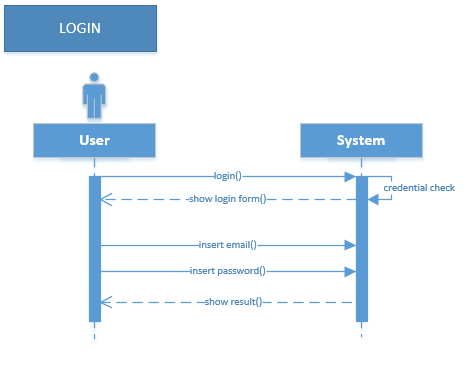 LOGIN
User
System
login()
credential check
show login form()
insert email()
insert password()
show result()